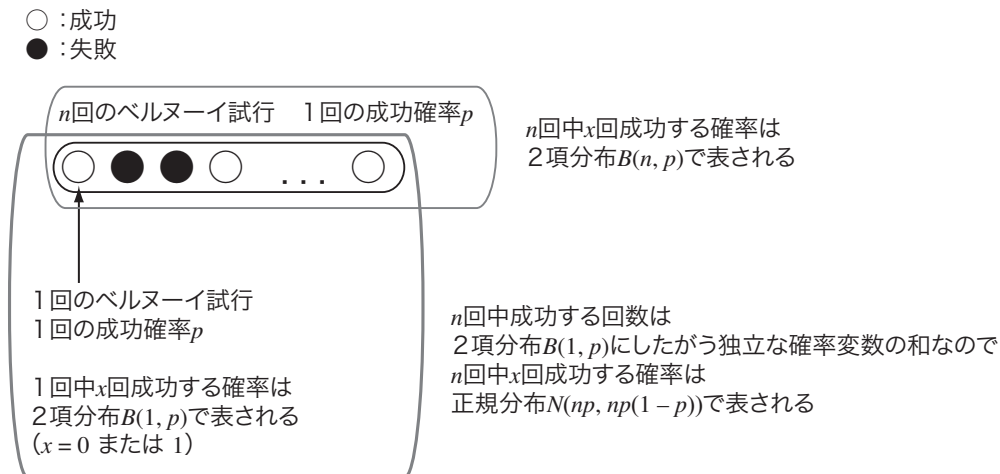 ○：成功
●：失敗
n回のベルヌーイ試行　1回の成功確率p
n回中x回成功する確率は
2項分布B(n, p)で表される
...
1回のベルヌーイ試行
1回の成功確率p
1回中x回成功する確率は
2項分布B(1, p)で表される
（x = 0 または 1）
n回中成功する回数は
2項分布B(1, p)にしたがう独立な確率変数の和なので
n回中x回成功する確率は
正規分布N(np, np(1 – p))で表される